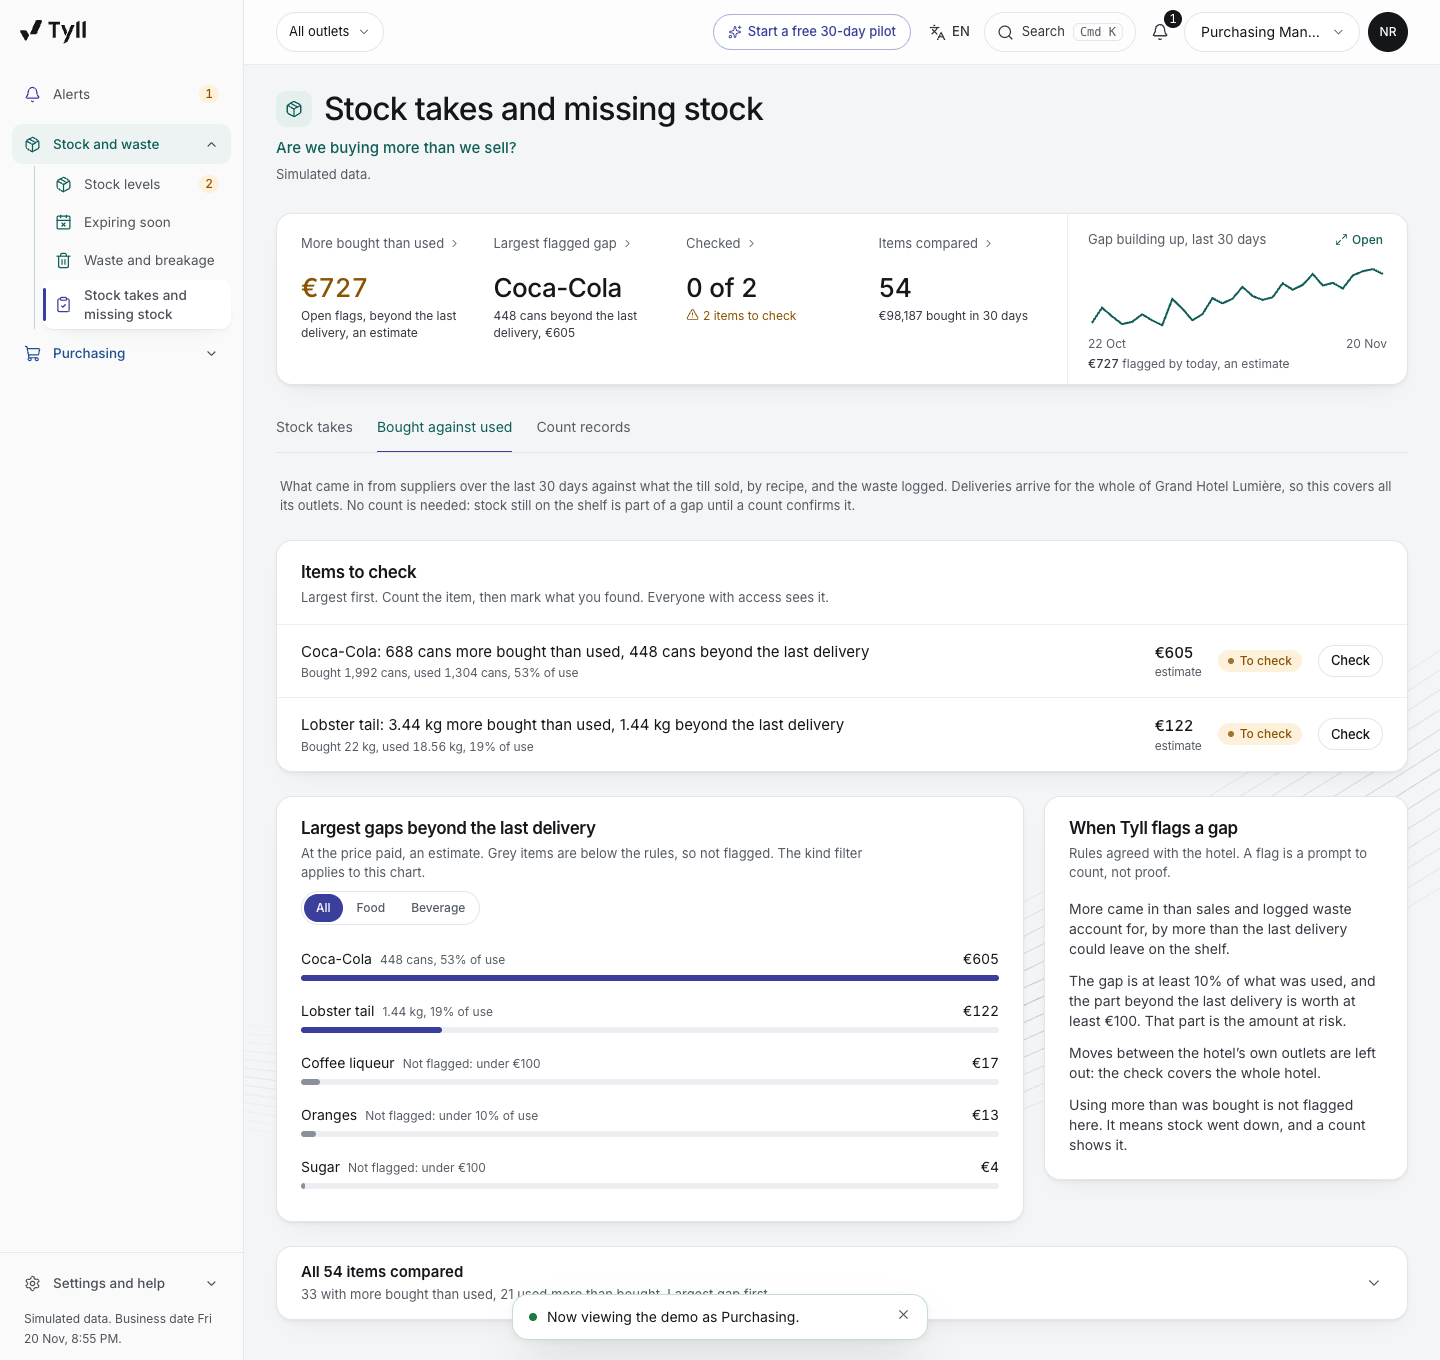 Tyll
Alerts 1
Stock and waste
Stock levels 2
Expiring soon
Waste and breakage
Stock takes and
missing stock
Purchasing
Settings and help
Simulated data. Business date Fri
20 Nov, 8:55 PM.
All outlets
Start a free 30-day pilot
EN
Search Cmd K
1
Purchasing Man...
NR
Stock takes and missing stock
Are we buying more than we sell?
Simulated data.
More bought than used
€727
Open flags, beyond the last
delivery, an estimate
Largest flagged gap
Coca-Cola
448 cans beyond the last
delivery, €605
Checked
0 of 2
2 items to check
Items compared
54
€98,187 bought in 30 days
Gap building up, last 30 days
Open
22 Oct 20 Nov
€727 flagged by today, an estimate
Stock takes Bought against used Count records
What came in from suppliers over the last 30 days against what the till sold, by recipe, and the waste logged. Deliveries arrive for the whole of Grand Hotel Lumière, so this covers all
its outlets. No count is needed: stock still on the shelf is part of a gap until a count confirms it.
Items to check
Largest first. Count the item, then mark what you found. Everyone with access sees it.
Coca-Cola: 688 cans more bought than used, 448 cans beyond the last delivery
Bought 1,992 cans, used 1,304 cans, 53% of use
€605
estimate
To check
Check
Lobster tail: 3.44 kg more bought than used, 1.44 kg beyond the last delivery
Bought 22 kg, used 18.56 kg, 19% of use
€122
estimate
To check
Check
Largest gaps beyond the last delivery
At the price paid, an estimate. Grey items are below the rules, so not flagged. The kind filter
applies to this chart.
All Food Beverage
Coca-Cola 448 cans, 53% of use €605
Lobster tail 1.44 kg, 19% of use €122
Coffee liqueur Not flagged: under €100 €17
Oranges Not flagged: under 10% of use €13
Sugar Not flagged: under €100 €4
When Tyll flags a gap
Rules agreed with the hotel. A flag is a prompt to
count, not proof.
More came in than sales and logged waste
account for, by more than the last delivery
could leave on the shelf.
The gap is at least 10% of what was used, and
the part beyond the last delivery is worth at
least €100. That part is the amount at risk.
Moves between the hotel’s own outlets are left
out: the check covers the whole hotel.
Using more than was bought is not flagged
here. It means stock went down, and a count
shows it.
All 54 items compared
33 with more bought than used, 21 used more than bought. Largest gap first.
Now viewing the demo as Purchasing.